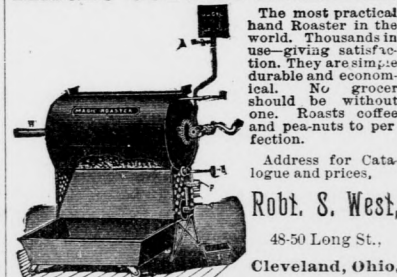 The most practical
hand Roaster in the
world. Thousands in
use—giving satisfac-
tion. They are simple
durable and econom-
ical. No grocer
should be without
one. Roasts coffee
and pea-nuts to per
fection.
Address for Cata-
logue and prices,
Robt. S. West,
48-50 Long St.,
Cleveland, Ohio,
MAGIC ROASTER